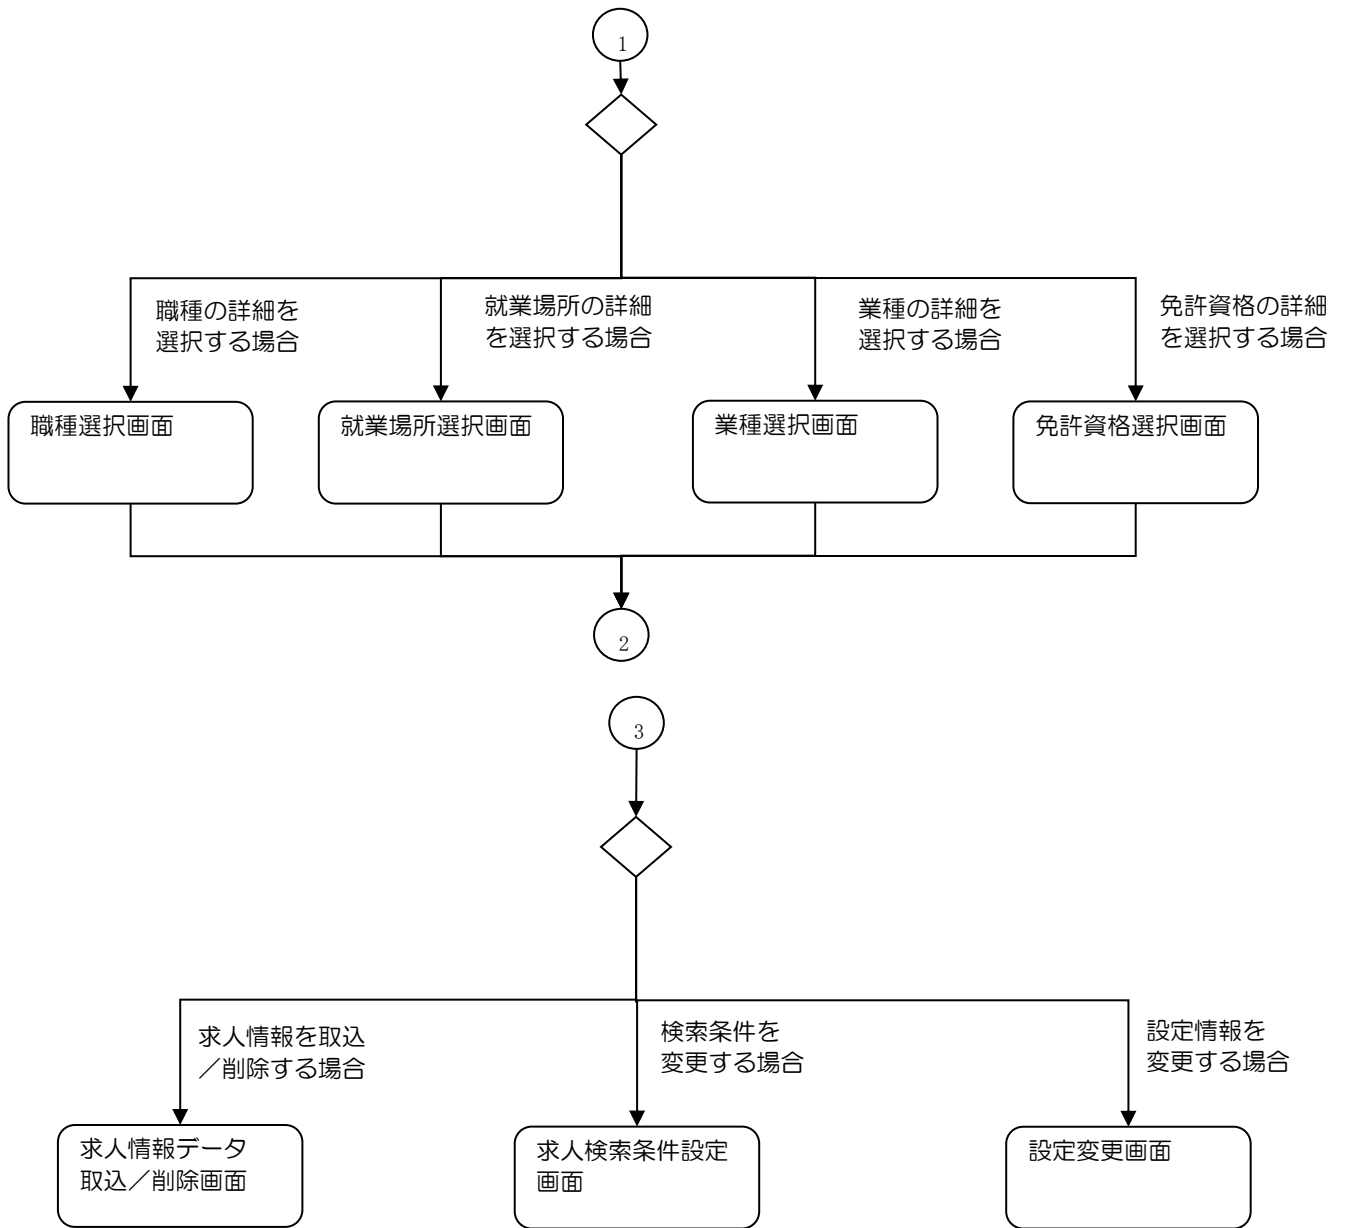 1
職種の詳細を
選択する場合
就業場所の詳細
を選択する場合
業種の詳細を
選択する場合
免許資格の詳細
を選択する場合
職種選択画面
就業場所選択画面
業種選択画面
免許資格選択画面
2
3
求人情報を取込
／削除する場合
検索条件を
変更する場合
設定情報を
変更する場合
求人情報データ
取込／削除画面
求人検索条件設定
画面
設定変更画面